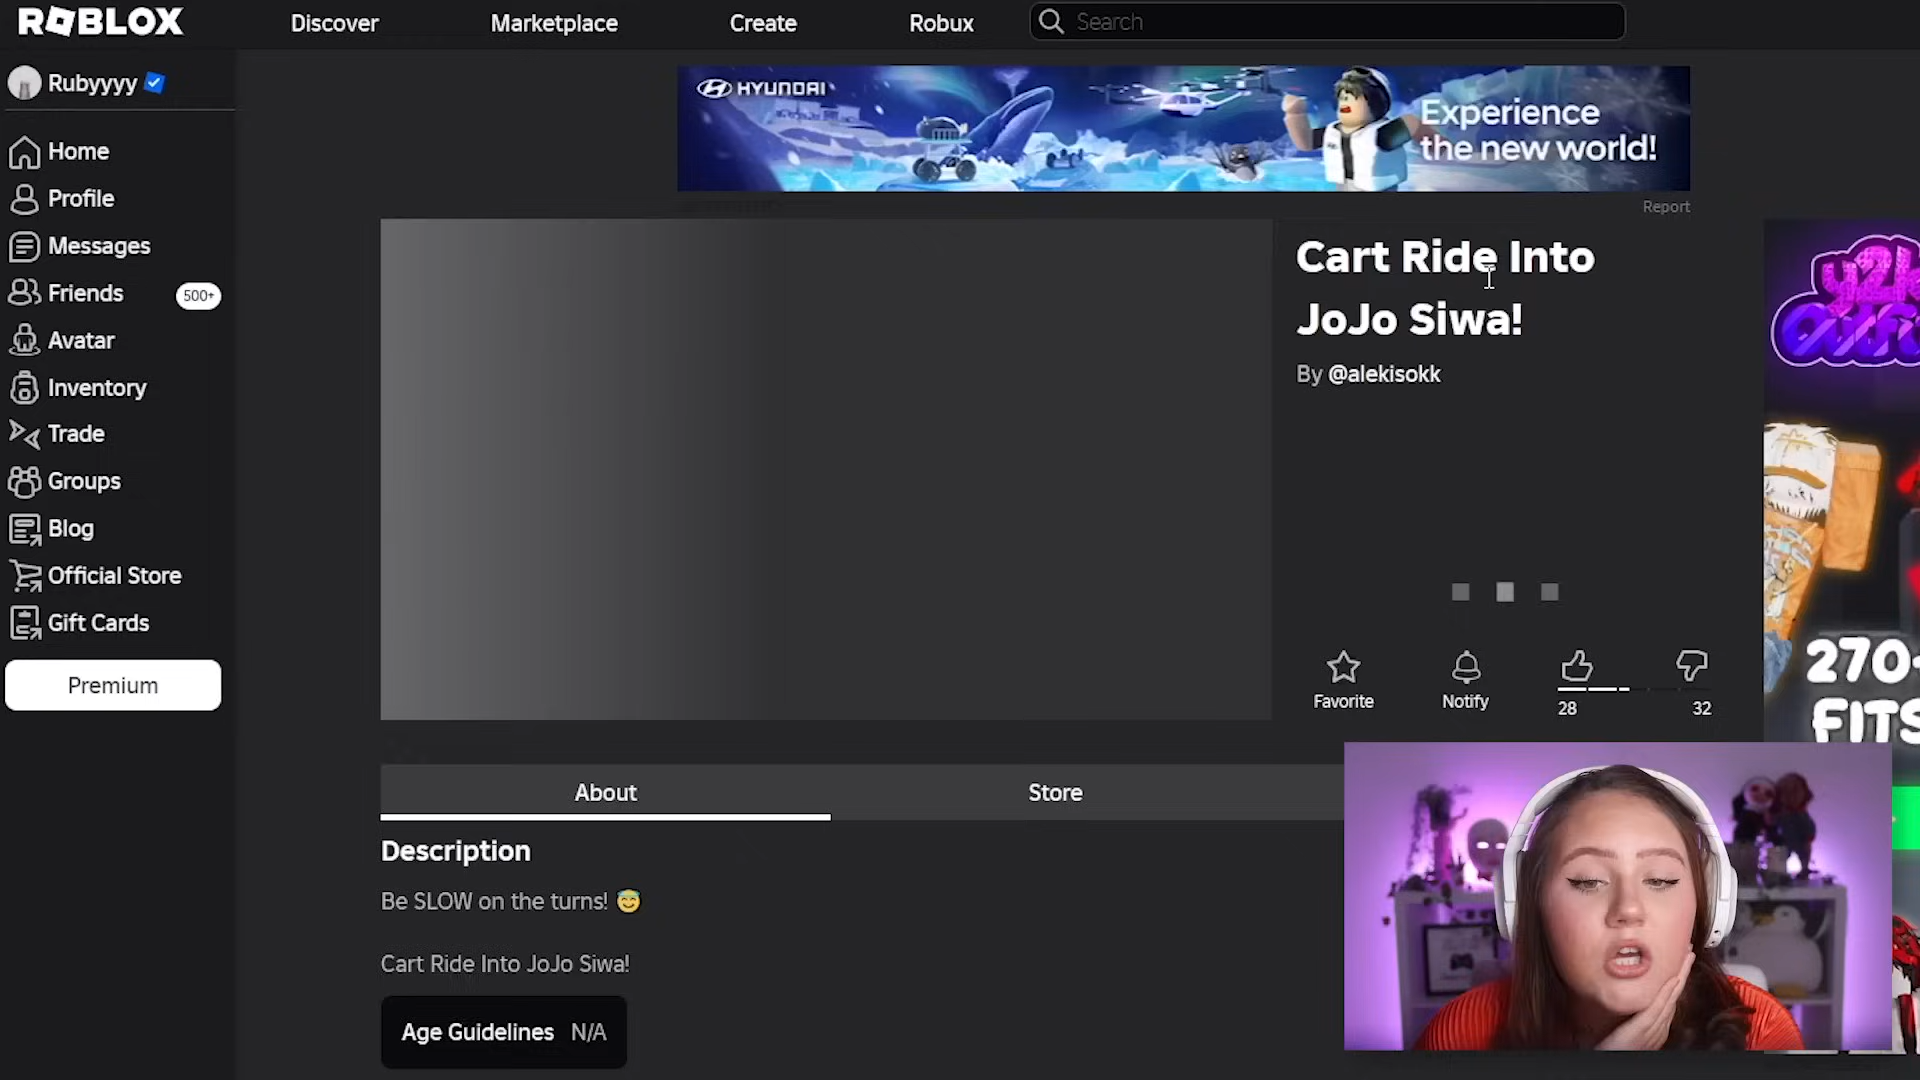 ROBLOX
Discover
Marketplace
Create
Robux
Search
Rubyyyy
Home
Profile
Messages
Friends
500+
Avatar
Inventory
Trade
Groups
Blog
Official Store
Gift Cards
Premium
HYUNDAI
Experience
the new world!
Report
Cart Ride Into
JoJo Siwa!
By @alekisokk
Favorite
Notify
28
32
About
Store
Description
Be SLOW on the turns! 😇
Cart Ride Into JoJo Siwa!
Age Guidelines N/A
y2k
270+
FITS